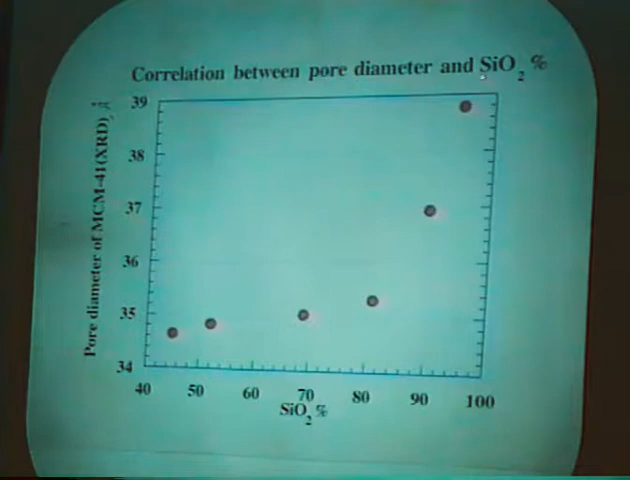 Correlation between pore diameter and SiO2 %
Pore diameter of MCM-41(XRD),
39
38
37
36
35
34
40 50 60 70 80 90 100
SiO2 %